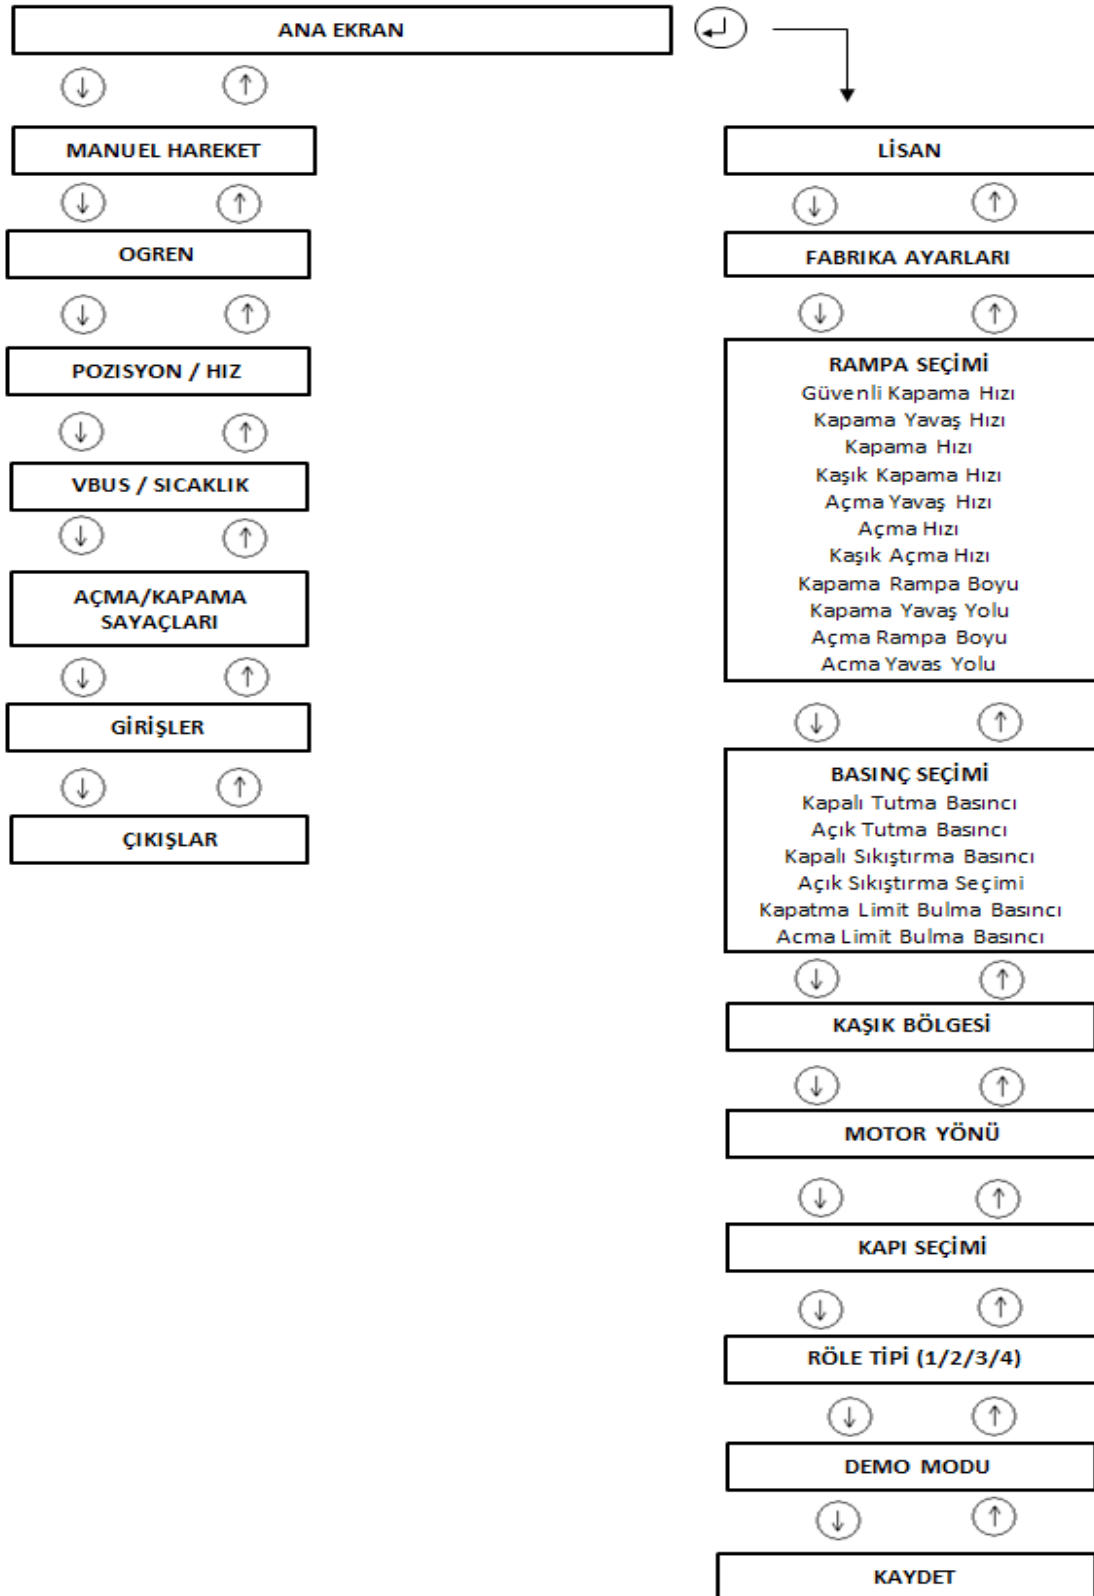 ANA EKRAN
MANUEL HAREKET
OGREN
POZISYON / HIZ
VBUS / SICAKLIK
AÇMA/KAPAMA
SAYAÇLARI
GİRİŞLER
ÇIKIŞLAR
LİSAN
FABRIKA AYARLARI
RAMPA SEÇİMİ
Güvenli Kapama Hızı
Kapama Yavaş Hızı
Kapama Hızı
Kaşık Kapama Hızı
Açma Yavaş Hızı
Açma Hızı
Kaşık Açma Hızı
Kapama Rampa Boyu
Kapama Yavaş Yolu
Açma Rampa Boyu
Acma Yavas Yolu
BASINÇ SEÇİMİ
Kapalı Tutma Basıncı
Açık Tutma Basıncı
Kapalı Sıkıştırma Basıncı
Açık Sıkıştırma Seçimi
Kapatma Limit Bulma Basıncı
Acma Limit Bulma Basıncı
KAŞIK BÖLGESİ
MOTOR YÖNÜ
KAPI SEÇİMİ
RÖLE TİPİ (1/2/3/4)
DEMO MODU
KAYDET